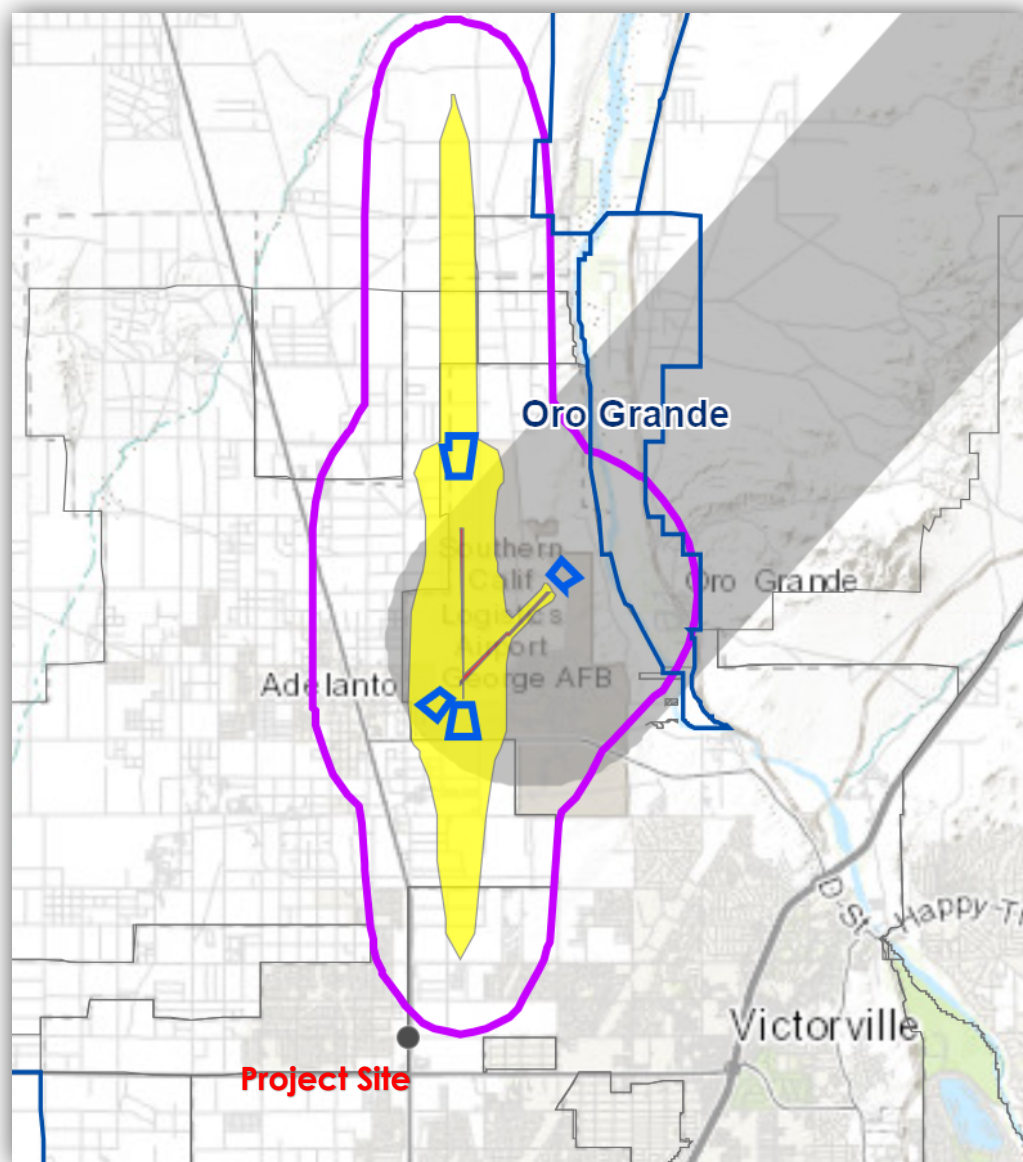 Oro Grande
Southern
Calif
Logistics
Airport
George AFB
Oro Grande
Adelanto
D St
Happy Tr
Victorville
Project Site